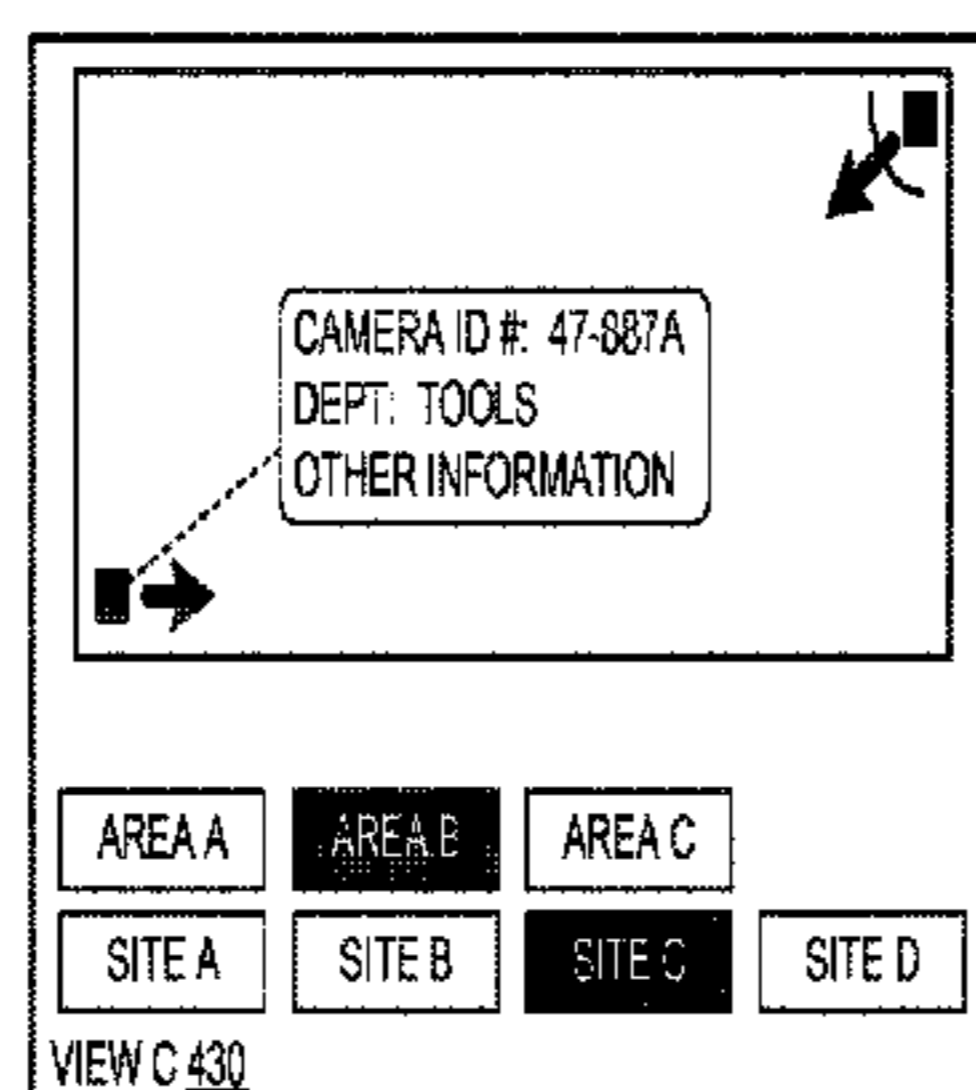 CAMERA ID #: 47-887A
DEPT: TOOLS
OTHER INFORMATION
AREA A AREA B AREA C
SITE A SITE B SITE C SITE D
VIEW C 430